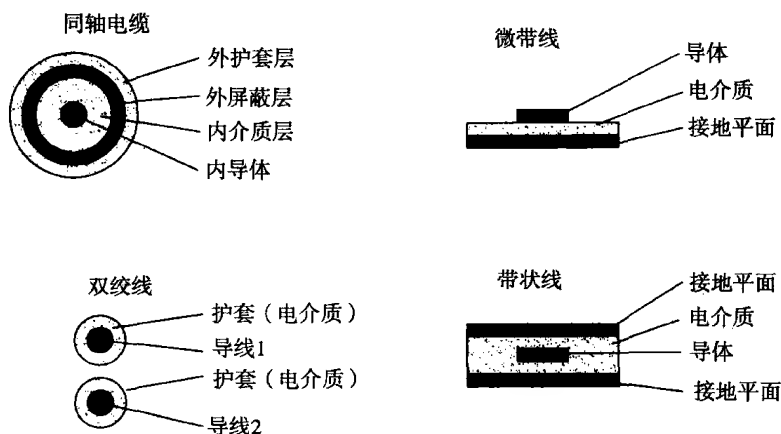 同轴电缆
外护套层
外屏蔽层
内介质层
内导体
微带线
导体
电介质
接地平面
双绞线
护套（电介质）
导线1
护套（电介质）
导线2
带状线
接地平面
电介质
导体
接地平面